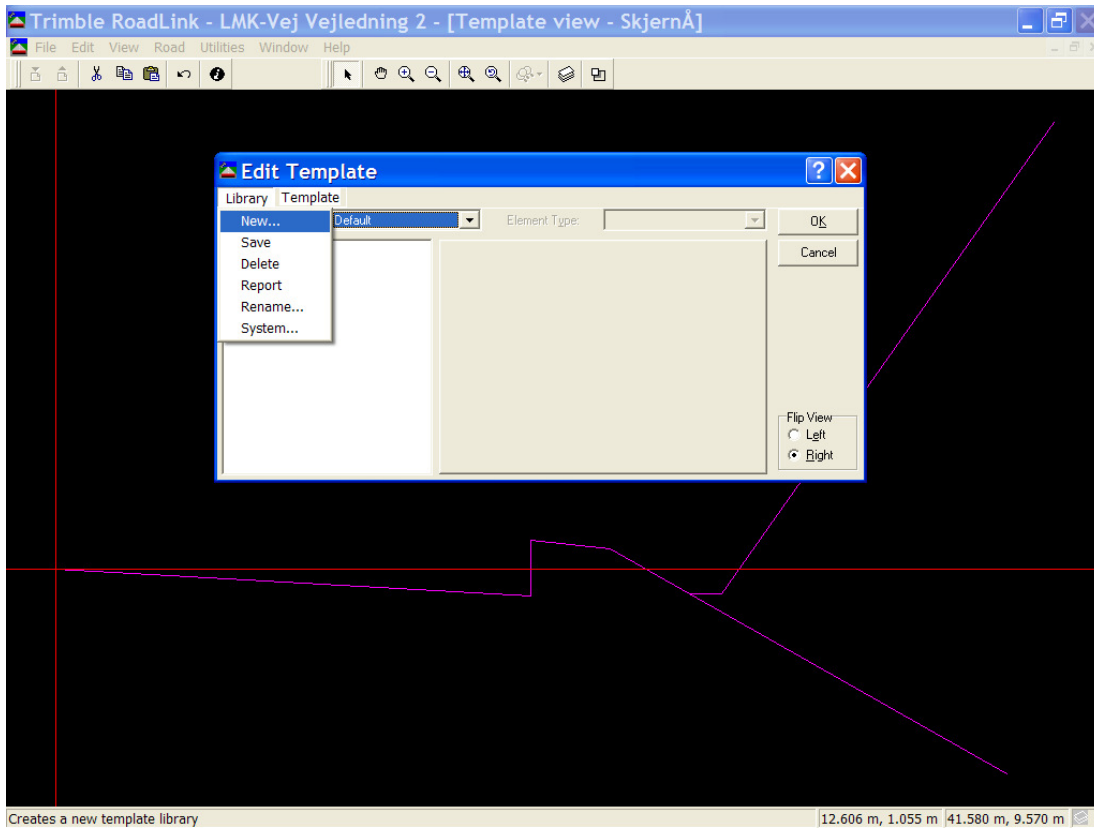 Trimble RoadLink - LMK-Vej Vejledning 2 - [Template view - SkjernÅ]
File Edit View Road Utilities Window Help
Edit Template
Library Template
New... Default Element Type: OK
Save Cancel
Delete
Report
Rename...
System...
Flip View
Left
Right
Creates a new template library 12.606 m, 1.055 m 41.580 m, 9.570 m